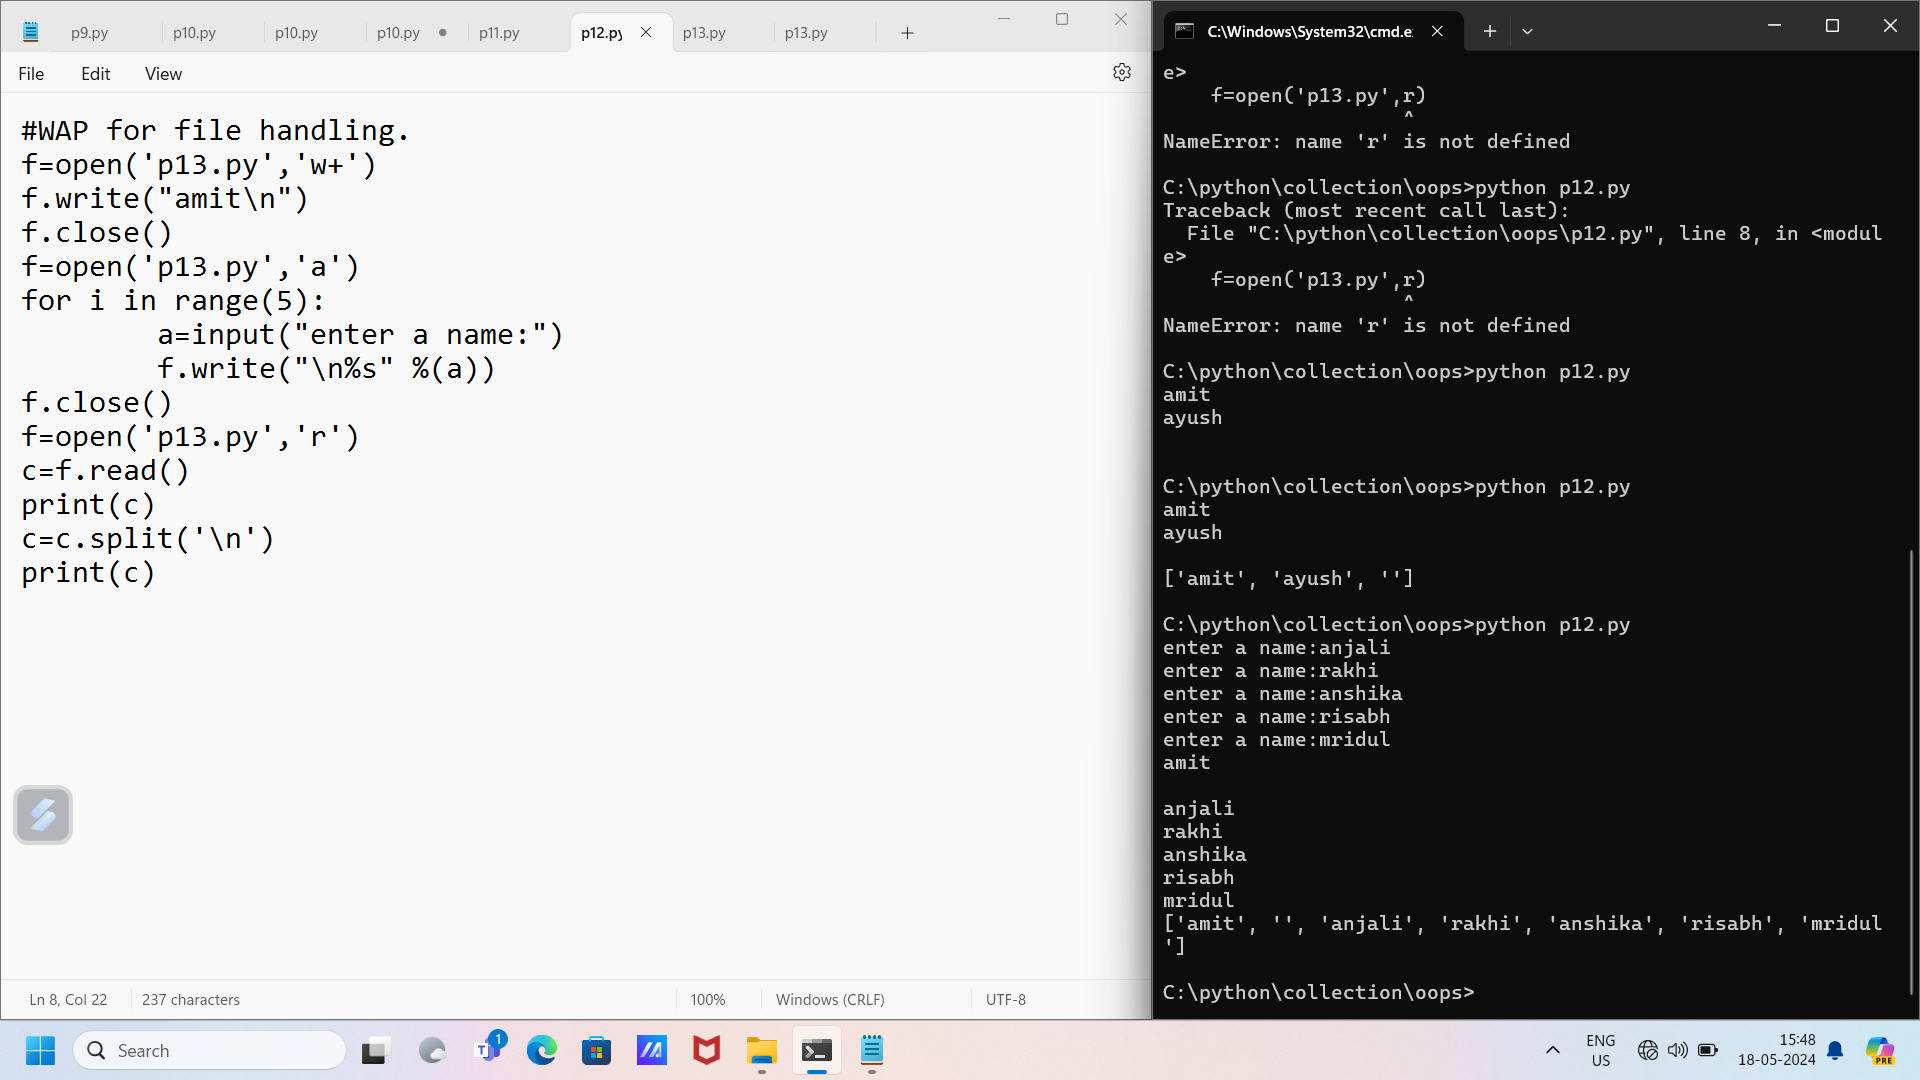 p9.py
p10.py
p10.py
p10.py
p11.py
p12.py
p13.py
p13.py
File
Edit
View
#WAP for file handling.
f=open('p13.py','w+')
f.write("amit\n")
f.close()
f=open('p13.py','a')
for i in range(5):
        a=input("enter a name:")
        f.write("\n%s" %(a))
f.close()
f=open('p13.py','r')
c=f.read()
print(c)
c=c.split('\n')
print(c)
Ln 8, Col 22
237 characters
100%
Windows (CRLF)
UTF-8
C:\Windows\System32\cmd.e
e>
    f=open('p13.py',r)
                    ^
NameError: name 'r' is not defined
C:\python\collection\oops>python p12.py
Traceback (most recent call last):
  File "C:\python\collection\oops\p12.py", line 8, in <modul
e>
    f=open('p13.py',r)
                    ^
NameError: name 'r' is not defined
C:\python\collection\oops>python p12.py
amit
ayush
C:\python\collection\oops>python p12.py
amit
ayush
['amit', 'ayush', '']
C:\python\collection\oops>python p12.py
enter a name:anjali
enter a name:rakhi
enter a name:anshika
enter a name:risabh
enter a name:mridul
amit
anjali
rakhi
anshika
risabh
mridul
['amit', '', 'anjali', 'rakhi', 'anshika', 'risabh', 'mridul
']
C:\python\collection\oops>
Search
1
ENG
US
15:48
18-05-2024
PRE